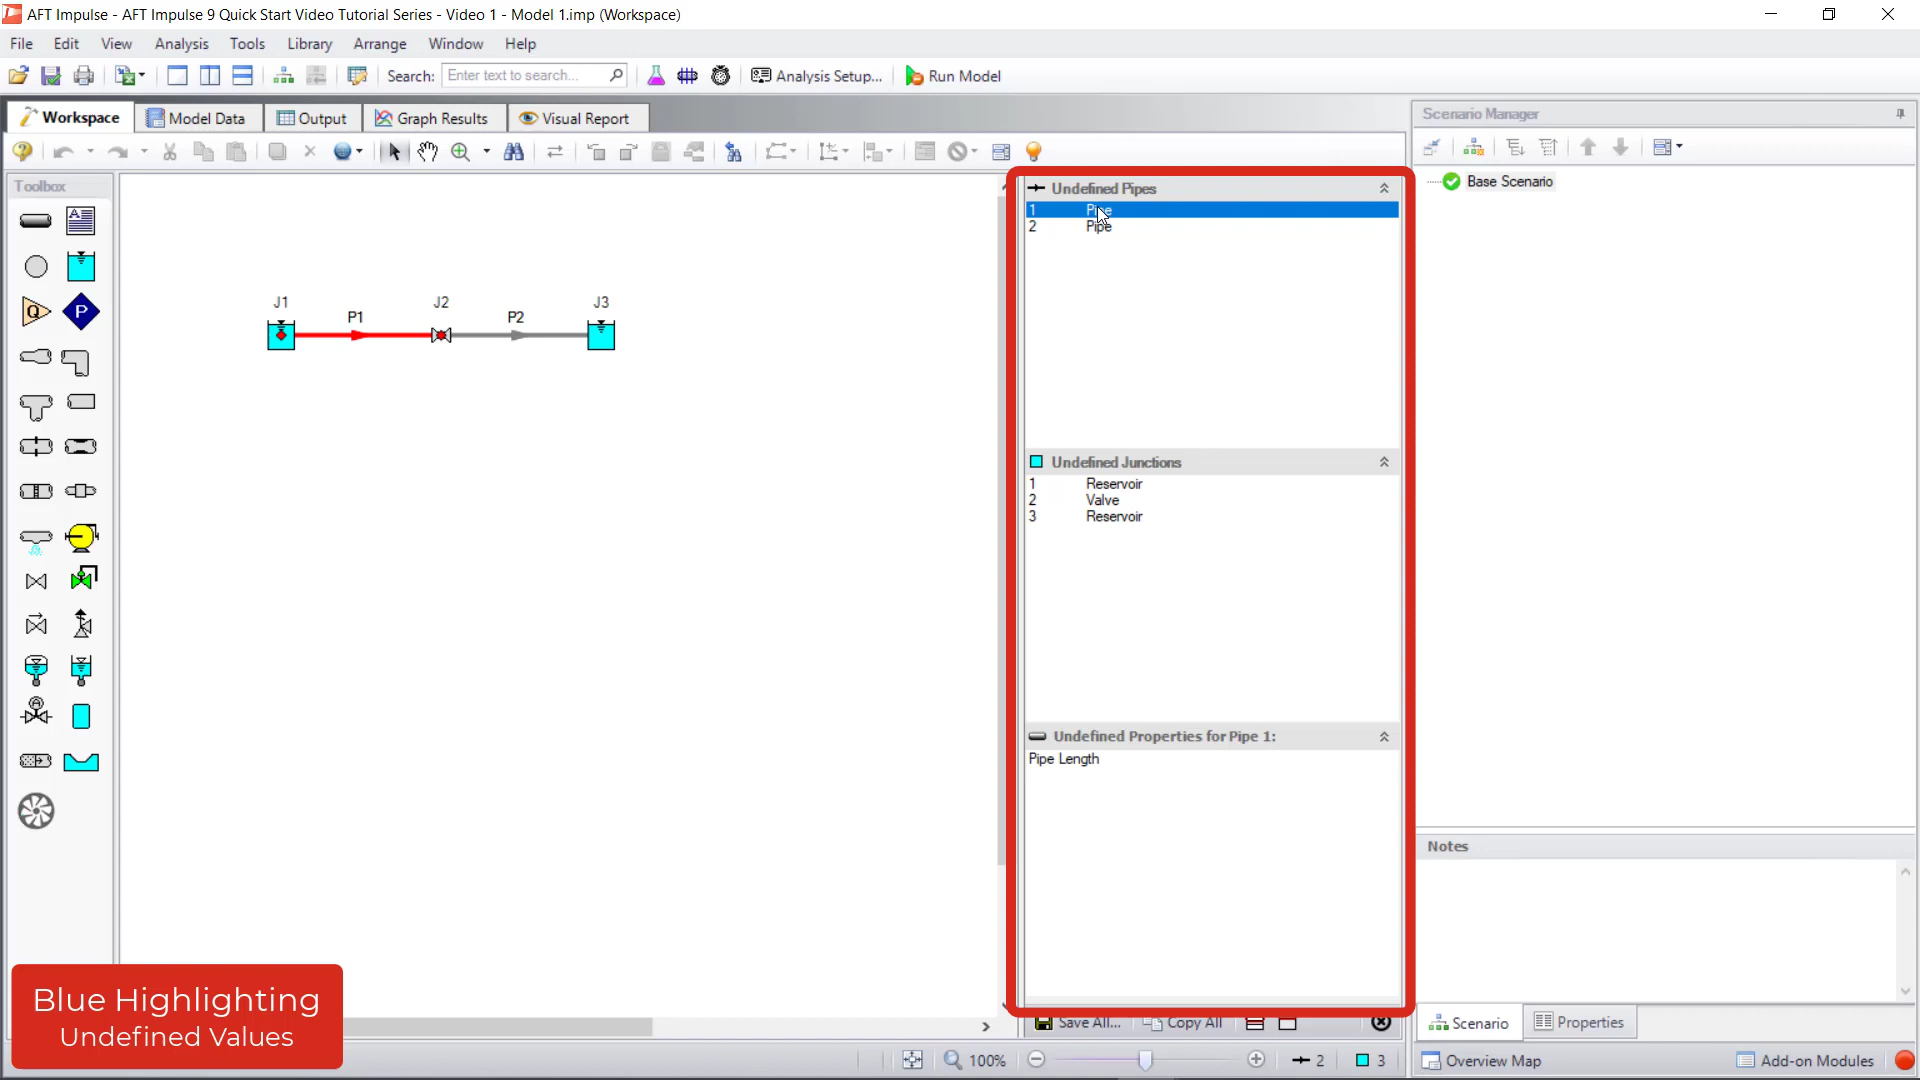 AFT Impulse - AFT Impulse 9 Quick Start Video Tutorial Series - Video 1 - Model 1.imp (Workspace)
File Edit View Analysis Tools Library Arrange Window Help
Search: Enter text to search... Analysis Setup... Run Model
Workspace Model Data Output Graph Results Visual Report
Scenario Manager
Base Scenario
Toolbox
A
Q
P
A
J1
J2
J3
P1
P2
Undefined Pipes
1 Pipe
2 Pipe
Undefined Junctions
1 Reservoir
2 Valve
3 Reservoir
Undefined Properties for Pipe 1:
Pipe Length
Notes
Blue Highlighting
Undefined Values
Save All... Copy All
Scenario Properties
100% 2 3
Overview Map Add-on Modules